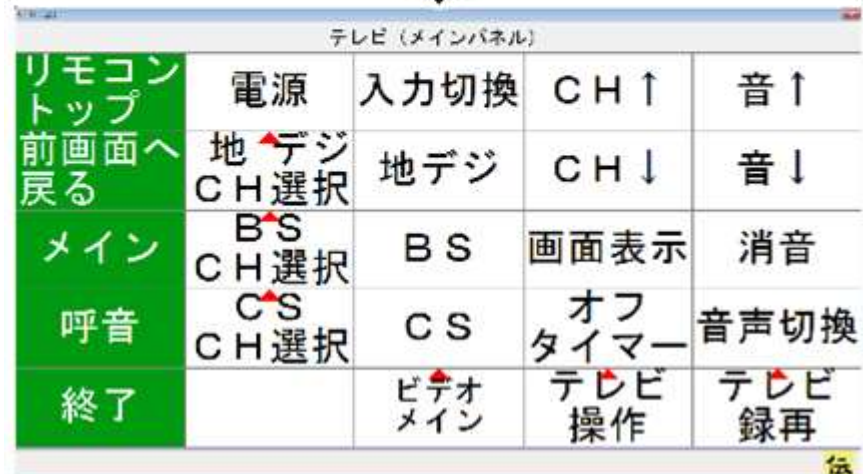 テレビ（メインパネル）
リモコン
トップ
電源
入力切換
ＣＨ↑
音↑
前画面へ
戻る
地デジ
ＣＨ選択
地デジ
ＣＨ↓
音↓
メイン
ＢＳ
ＣＨ選択
ＢＳ
画面表示
消音
呼音
ＣＳ
ＣＨ選択
ＣＳ
オフ
タイマー
音声切換
終了
ビデオ
メイン
テレビ
操作
テレビ
録再
伝